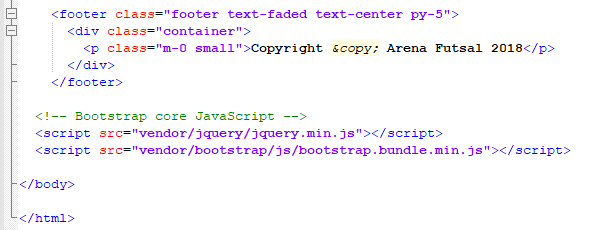 <footer class="footer text-faded text-center py-5">
<div class="container">
<p class="m-0 small">Copyright &copy; Arena Futsal 2018</p>
</div>
</footer>
<!-- Bootstrap core JavaScript -->
<script src="vendor/jquery/jquery.min.js"></script>
<script src="vendor/bootstrap/js/bootstrap.bundle.min.js"></script>
</body>
</html>